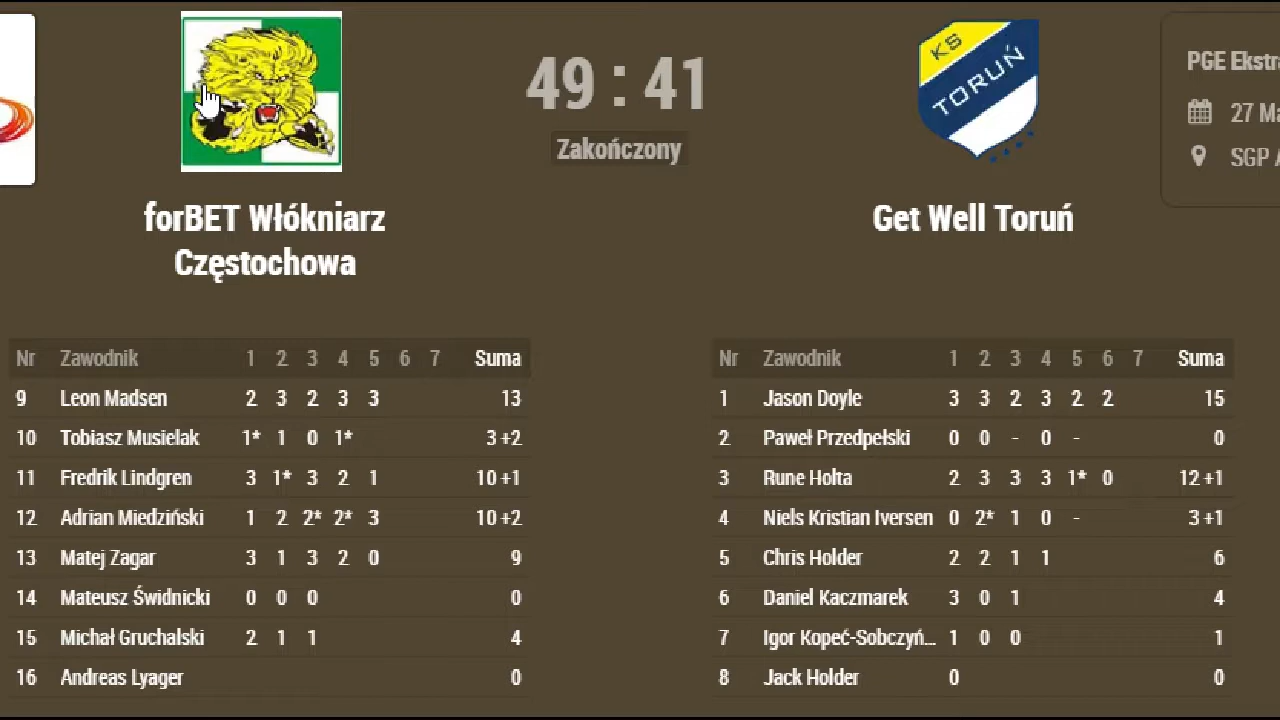 49 : 41
Zakończony
forBET Włókniarz
Częstochowa
KS
TORUŃ
Get Well Toruń
PGE Ekstra
27 Ma
SGP A
Nr Zawodnik 1 2 3 4 5 6 7 Suma
9 Leon Madsen 2 3 2 3 3 13
10 Tobiasz Musielak 1* 1 0 1* 3 +2
11 Fredrik Lindgren 3 1* 3 2 1 10 +1
12 Adrian Miedziński 1 2 2* 2* 3 10 +2
13 Matej Zagar 3 1 3 2 0 9
14 Mateusz Świdnicki 0 0 0 0
15 Michał Gruchalski 2 1 1 4
16 Andreas Lyager 0
Nr Zawodnik 1 2 3 4 5 6 7 Suma
1 Jason Doyle 3 3 2 3 2 2 15
2 Paweł Przedpełski 0 0 - 0 - 0
3 Rune Holta 2 3 3 3 1* 0 12 +1
4 Niels Kristian Iversen 0 2* 1 0 - 3 +1
5 Chris Holder 2 2 1 1 6
6 Daniel Kaczmarek 3 0 1 4
7 Igor Kopeć-Sobczyń... 1 0 0 1
8 Jack Holder 0 0